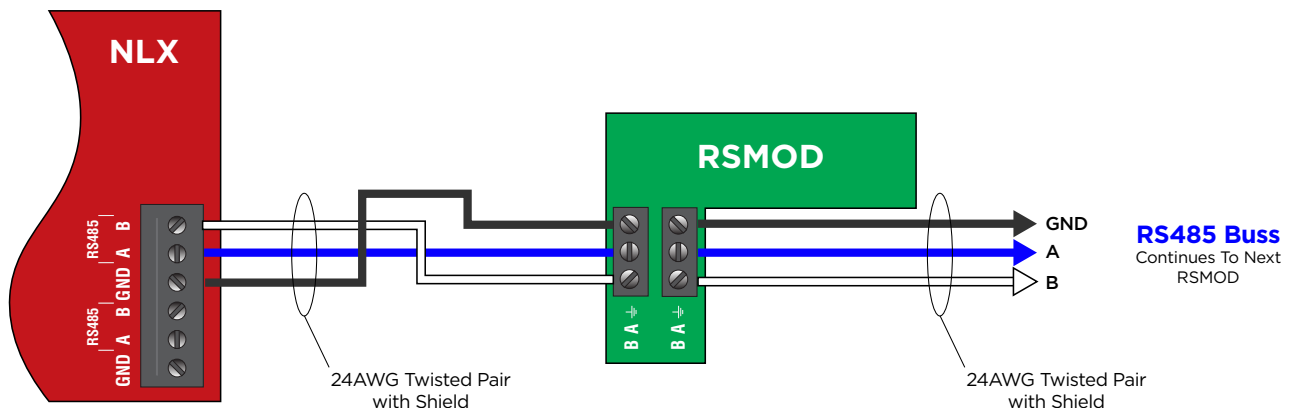 NLX
RSMOD
RS485
B
A
GND
RS485
B
A
GND
B A ⏚
B A ⏚
GND
A
B
RS485 Buss
Continues To Next
RSMOD
24AWG Twisted Pair
with Shield
24AWG Twisted Pair
with Shield